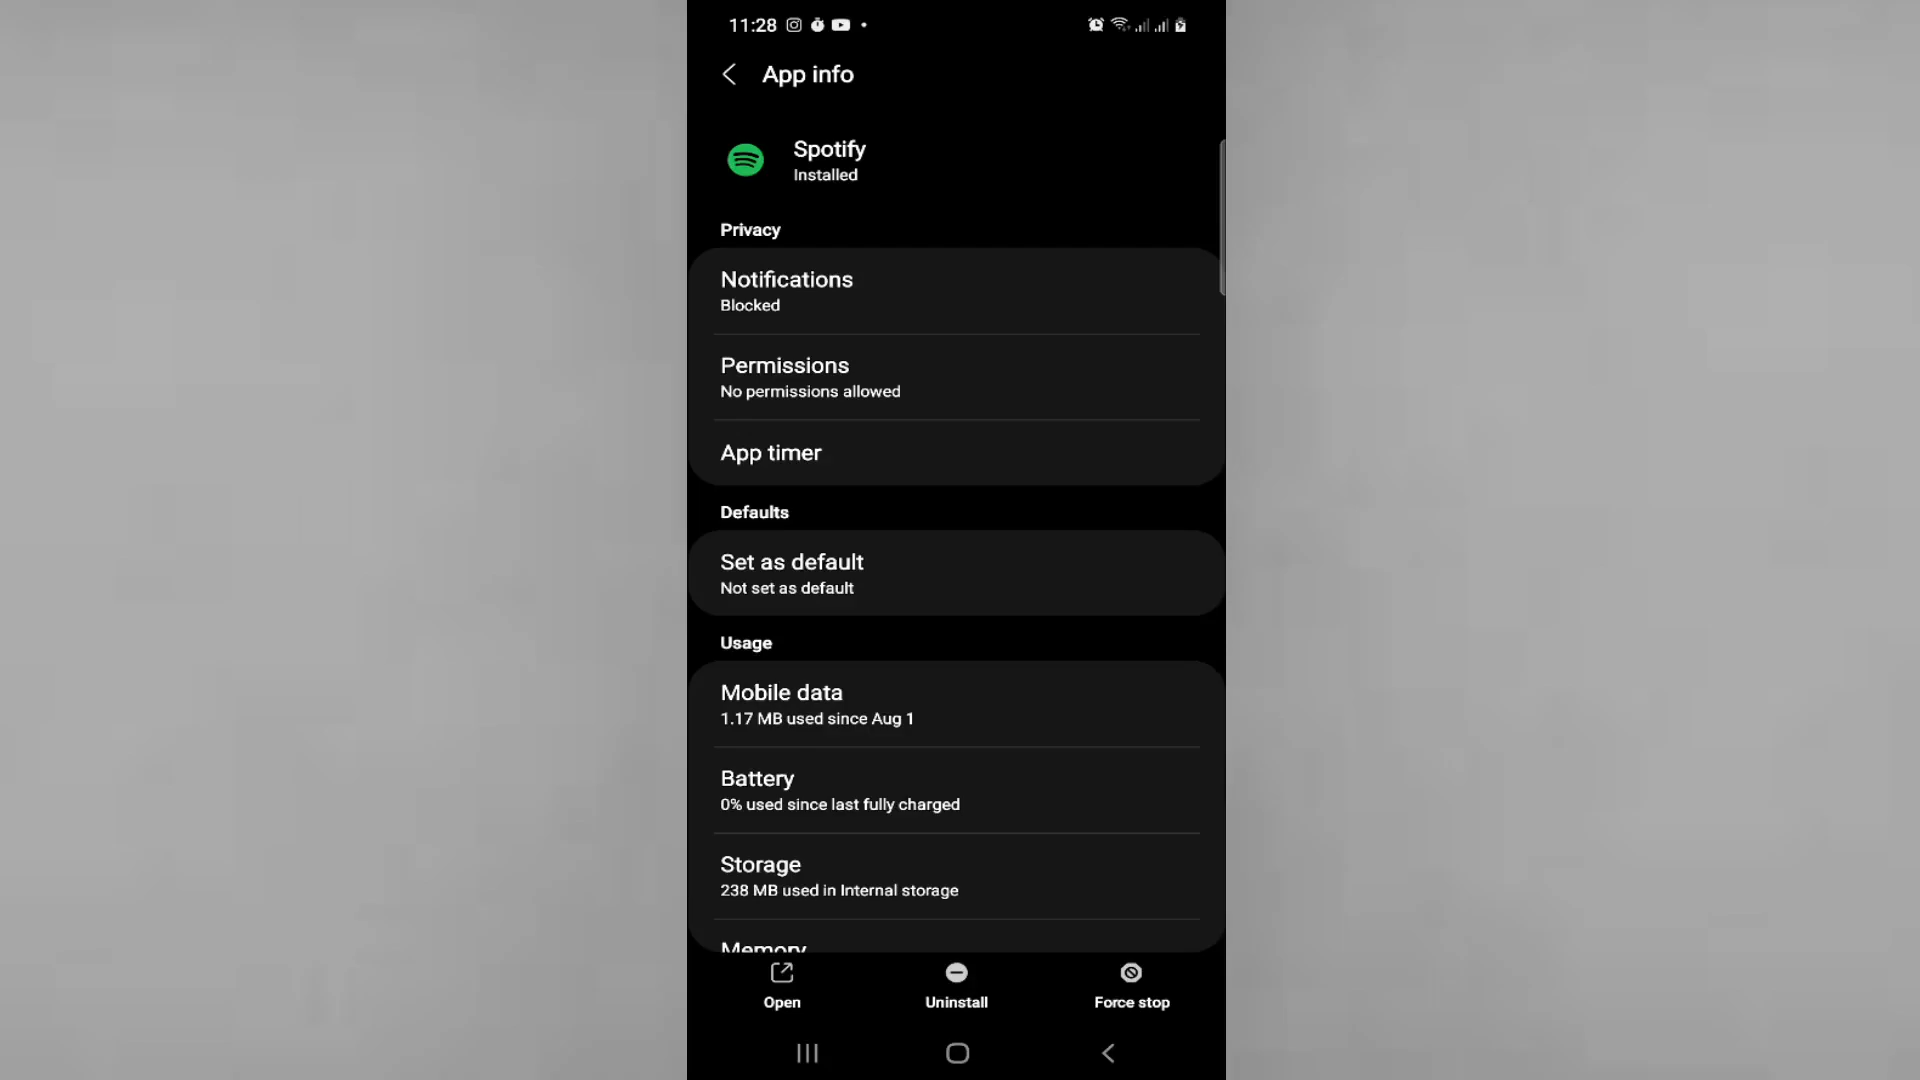 11:28
App info
Spotify
Installed
Privacy
Notifications
Blocked
Permissions
No permissions allowed
App timer
Defaults
Set as default
Not set as default
Usage
Mobile data
1.17 MB used since Aug 1
Battery
0% used since last fully charged
Storage
238 MB used in Internal storage
Memory
Open
Uninstall
Force stop